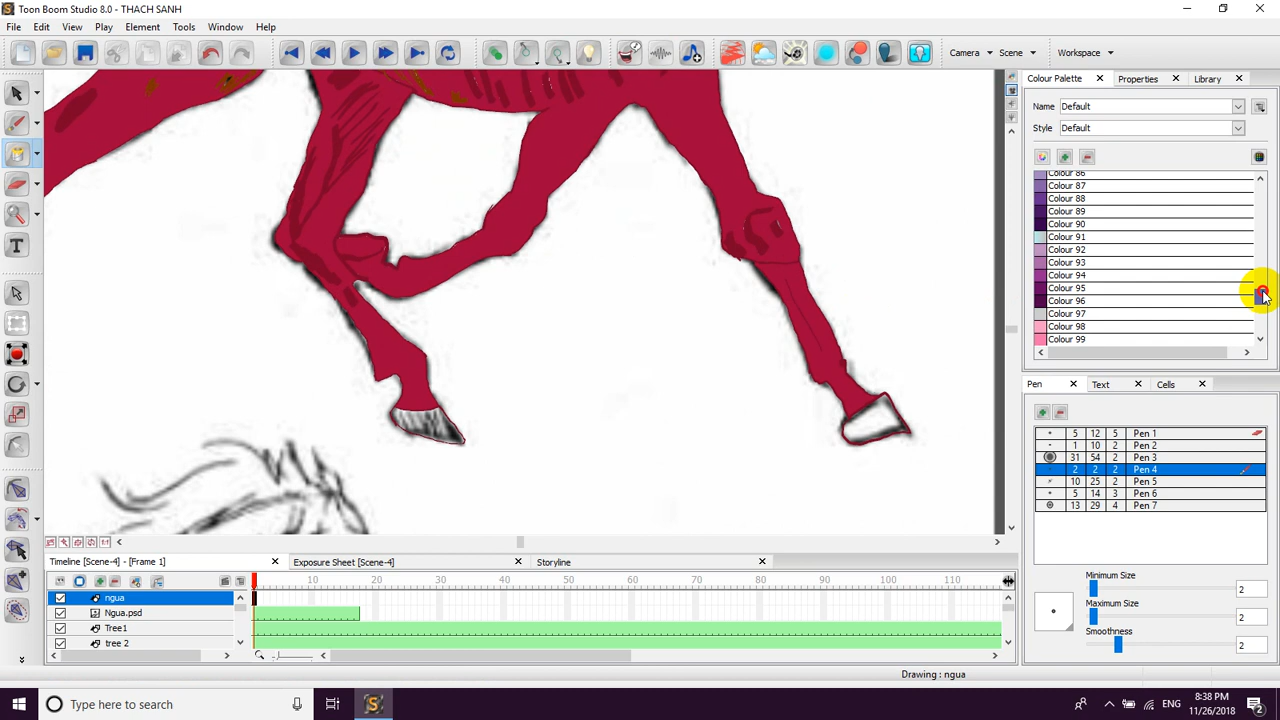 Toon Boom Studio 8.0 - THACH SANH
File Edit View Play Element Tools Window Help
Camera Scene Workspace
Colour Palette Properties Library
Name Default
Style Default
Colour 86
Colour 87
Colour 88
Colour 89
Colour 90
Colour 91
Colour 92
Colour 93
Colour 94
Colour 95
Colour 96
Colour 97
Colour 98
Colour 99
Pen Text Cells
5 12 5 Pen 1
1 10 2 Pen 2
31 54 2 Pen 3
2 2 2 Pen 4
10 25 2 Pen 5
5 14 3 Pen 6
13 29 4 Pen 7
Minimum Size
2
Maximum Size
2
Smoothness
2
Timeline [Scene-4] - [Frame 1] Exposure Sheet [Scene-4] Storyline
10 20 30 40 50 60 70 80 90 100 110
ngua
Ngua.psd
Tree1
tree 2
Drawing : ngua
Type here to search
ENG
8:38 PM
11/26/2018
2